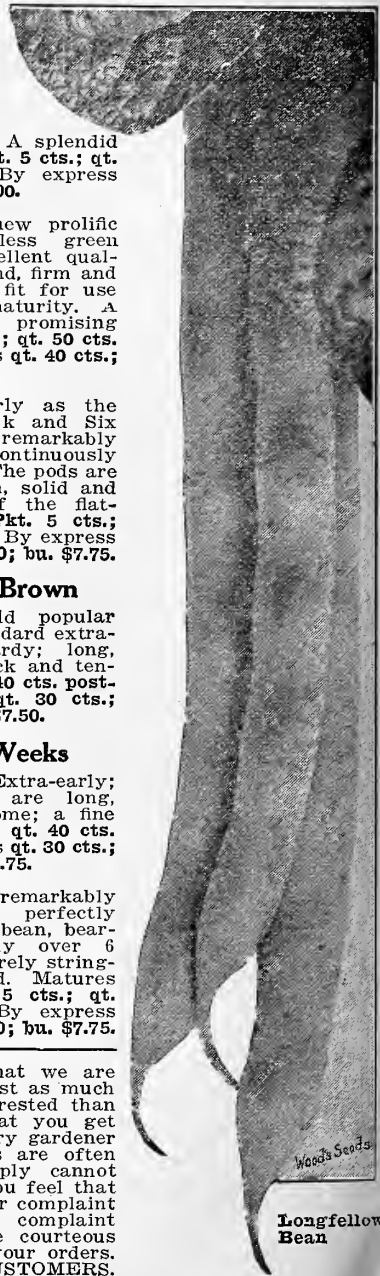 A splendid
t. 5 cts.; qt.
By express
00.
new prolific
less green
ellent qual-
nd, firm and
fit for use
naturity. A
promising
; qt. 50 cts.
s qt. 40 cts.;
rly as the
k and Six
remarkably
ontinuously
The pods are
n, solid and
f the flat-
Pkt. 5 cts.;
By express
0; bu. $7.75.
Brown
ld popular
dard extra-
rdy; long,
ck and ten-
40 cts. post-
qt. 30 cts.;
$7.50.
Weeks
Extra-early;
are long,
ome; a fine
qt. 40 cts.
s qt. 30 cts.;
.75.
remarkably
perfectly
bean, bear-
ly over 6
rely string-
d. Matures
5 cts.; qt.
By express
0; bu. $7.75.
hat we are
st as much
rested than
at you get
ry gardener
s are often
ply cannot
ou feel that
r complaint
complaint
e courteous
your orders.
USTOMERS.
Wood's Seeds
Longfellow
Bean